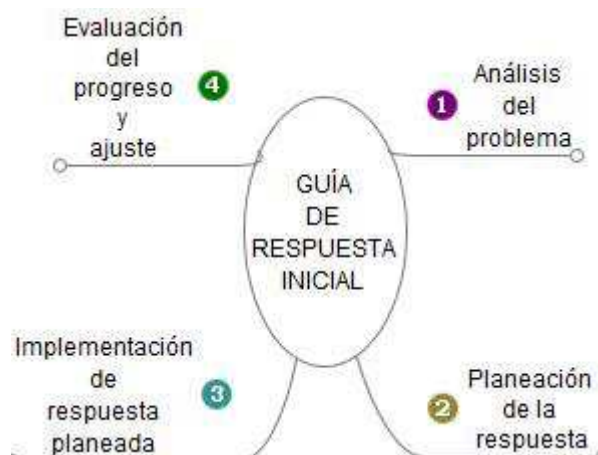 GUÍA
DE
RESPUESTA
INICIAL
1
Análisis
del
problema
2
Planeación
de la
respuesta
3
Implementación
de
respuesta
planeada
4
Evaluación
del
progreso
y
ajuste